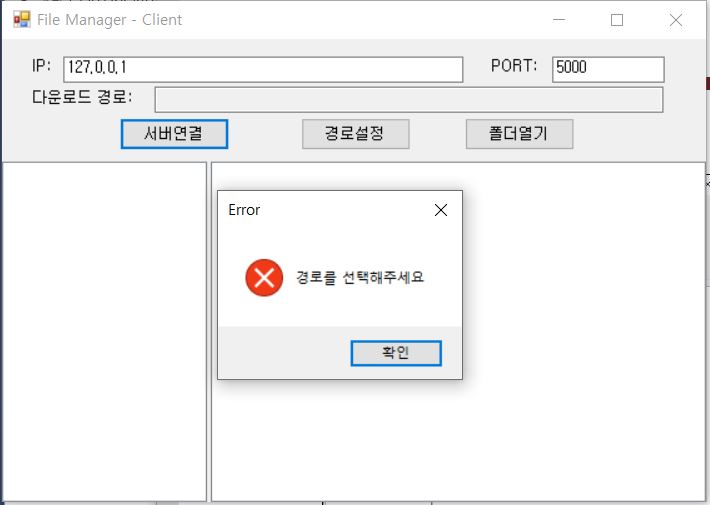 File Manager - Client
IP: 127.0.0.1 PORT: 5000
다운로드 경로:
서버연결 경로설정 폴더열기
Error
경로를 선택해주세요
확인